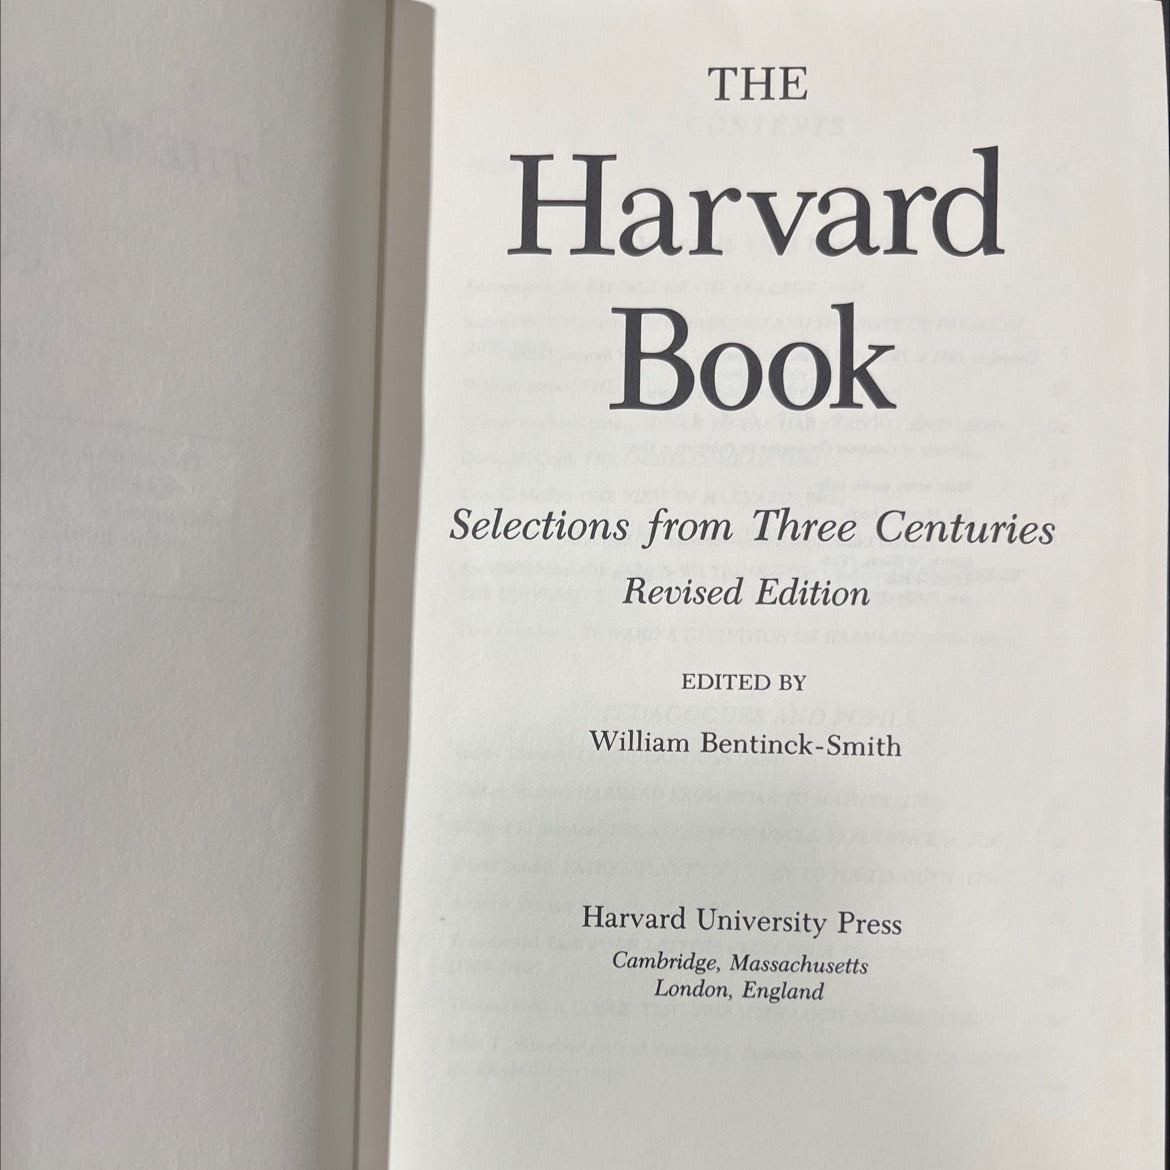 THE
Harvard
Book
Selections from Three Centuries
Revised Edition
EDITED BY
William Bentinck-Smith
Harvard University Press
Cambridge, Massachusetts
London, England